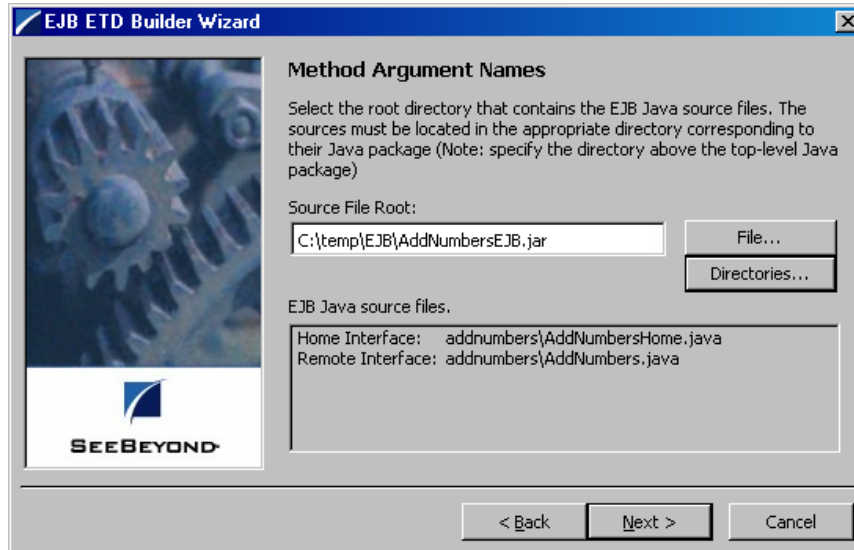 EJB ETD Builder Wizard
Method Argument Names
Select the root directory that contains the EJB Java source files. The
sources must be located in the appropriate directory corresponding to
their Java package (Note: specify the directory above the top-level Java
package)
Source File Root:
C:\temp\EJB\AddNumbersEJB.jar
File...
Directories...
EJB Java source files.
Home Interface: addnumbers\AddNumbersHome.java
Remote Interface: addnumbers\AddNumbers.java
SEEBEYOND
< Back
Next >
Cancel